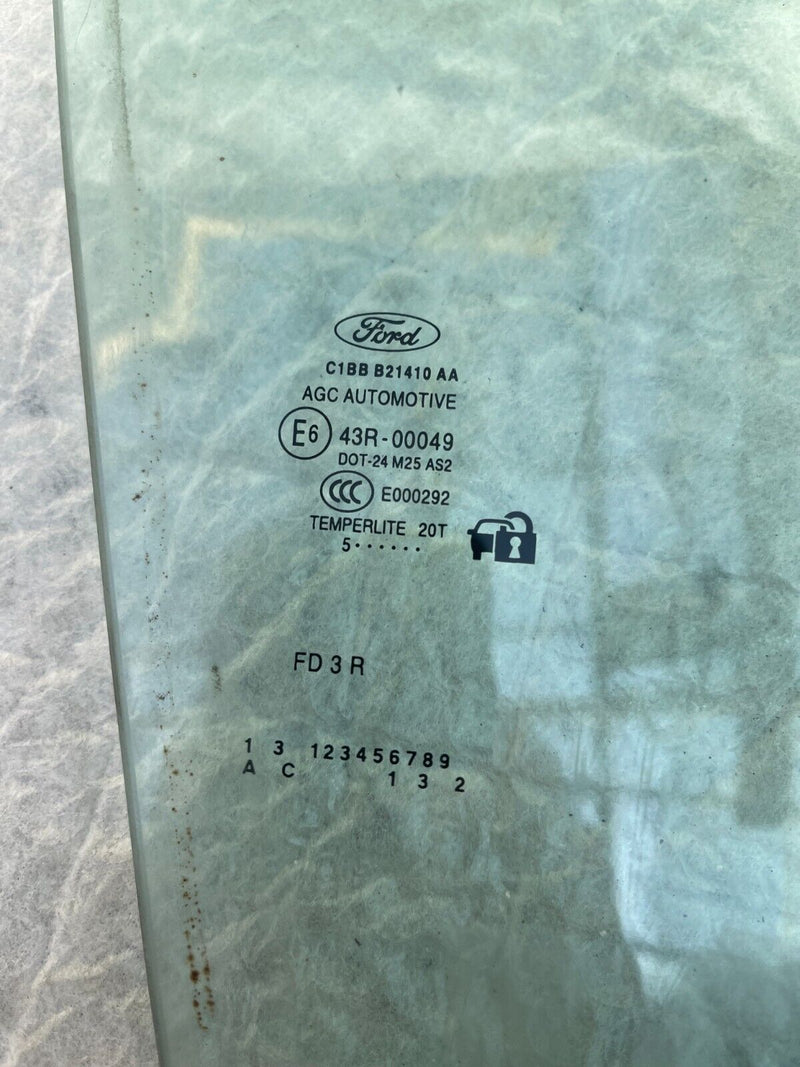 Ford
C1BB B21410 AA
AGC AUTOMOTIVE
E6 43R-00049
DOT-24 M25 AS2
CCC E000292
TEMPERLITE 20T
5······
FD 3 R
1 3 123456789
A C 1 3 2